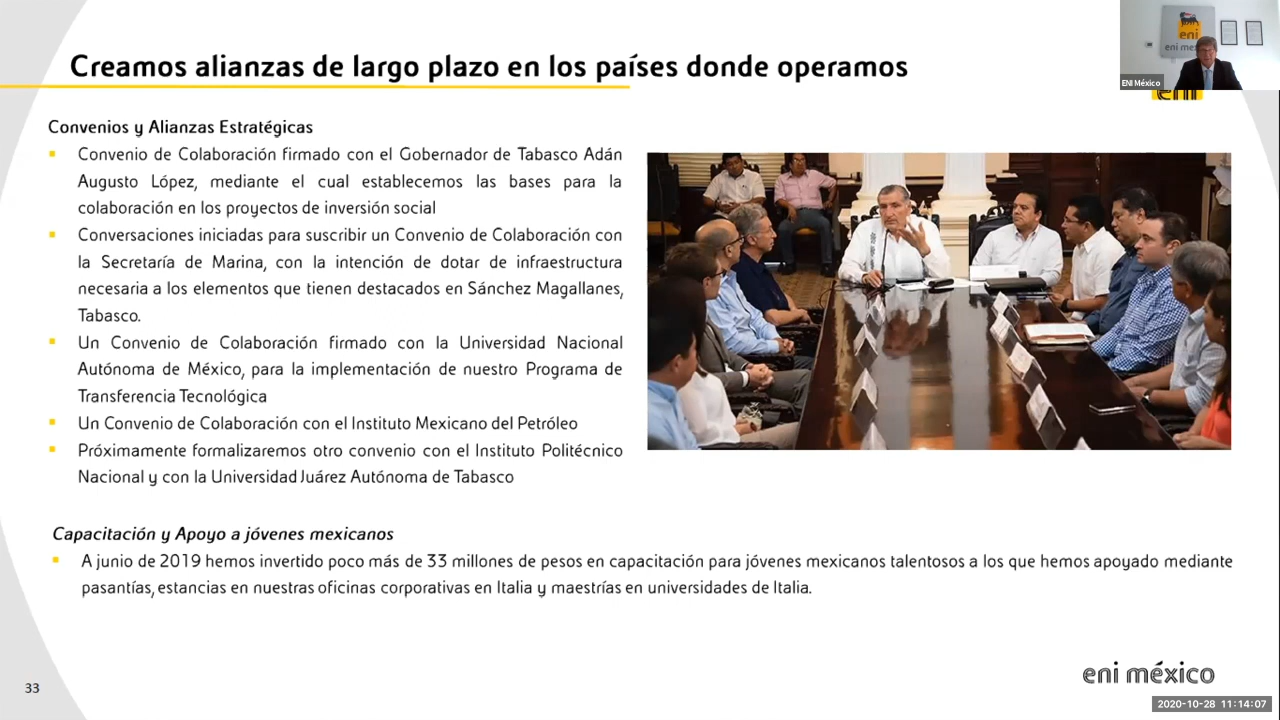 Creamos alianzas de largo plazo en los países donde operamos
eni
eni me
ENI México
eni
Convenios y Alianzas Estratégicas
Convenio de Colaboración firmado con el Gobernador de Tabasco Adán
Augusto López, mediante el cual establecemos las bases para la
colaboración en los proyectos de inversión social
Conversaciones iniciadas para suscribir un Convenio de Colaboración con
la Secretaría de Marina, con la intención de dotar de infraestructura
necesaria a los elementos que tienen destacados en Sánchez Magallanes,
Tabasco.
Un Convenio de Colaboración firmado con la Universidad Nacional
Autónoma de México, para la implementación de nuestro Programa de
Transferencia Tecnológica
Un Convenio de Colaboración con el Instituto Mexicano del Petróleo
Próximamente formalizaremos otro convenio con el Instituto Politécnico
Nacional y con la Universidad Juárez Autónoma de Tabasco
Capacitación y Apoyo a jóvenes mexicanos
A junio de 2019 hemos invertido poco más de 33 millones de pesos en capacitación para jóvenes mexicanos talentosos a los que hemos apoyado mediante
pasantías, estancias en nuestras oficinas corporativas en Italia y maestrías en universidades de Italia.
33
eni méxico
2020-10-28 11:14:07